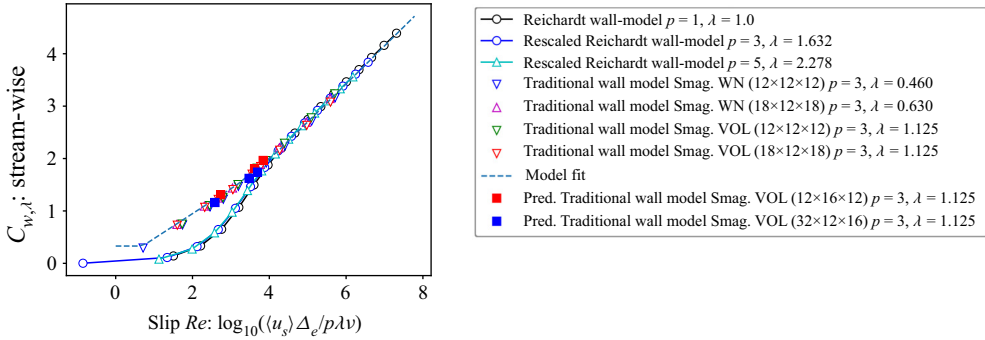 4
3
2
1
0
0
2
4
6
8
C_{w,λ}: stream-wise
Slip Re: log_{10}(⟨u_s⟩Δ_e/pλν)
Reichardt wall-model p = 1, λ = 1.0
Rescaled Reichardt wall-model p = 3, λ = 1.632
Rescaled Reichardt wall-model p = 5, λ = 2.278
Traditional wall model Smag. WN (12×12×12) p = 3, λ = 0.460
Traditional wall model Smag. WN (18×12×18) p = 3, λ = 0.630
Traditional wall model Smag. VOL (12×12×12) p = 3, λ = 1.125
Traditional wall model Smag. VOL (18×12×18) p = 3, λ = 1.125
Model fit
Pred. Traditional wall model Smag. VOL (12×16×12) p = 3, λ = 1.125
Pred. Traditional wall model Smag. VOL (32×12×16) p = 3, λ = 1.125